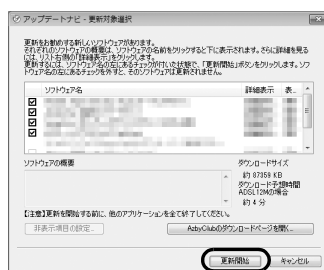 アップデートナビ - 更新対象選択
更新をお勧めする新しいソフトウェアがあります。
それぞれのソフトウェアの概要は、ソフトウェアの名前をクリックすると下に表示されます。さらに詳細を見る
には、リスト右側の「詳細表示」をクリックします。
更新するには、ソフトウェア名の左にあるチェックが付いた状態で、「更新開始」ボタンをクリックします。ソフ
トウェア名の左にあるチェックを外すと、そのソフトウェアは更新されません。
ソフトウェア名 詳細表示 表..
ソフトウェアの概要
ダウンロードサイズ
約 87359 KB
ダウンロード予想時間
ADSL12Mの場合
約 4 分
【注意】更新を開始する前に、他のアプリケーションを全て終了してください。
非表示項目の設定... AzbyClubのダウンロードページを開く...
更新開始 キャンセル